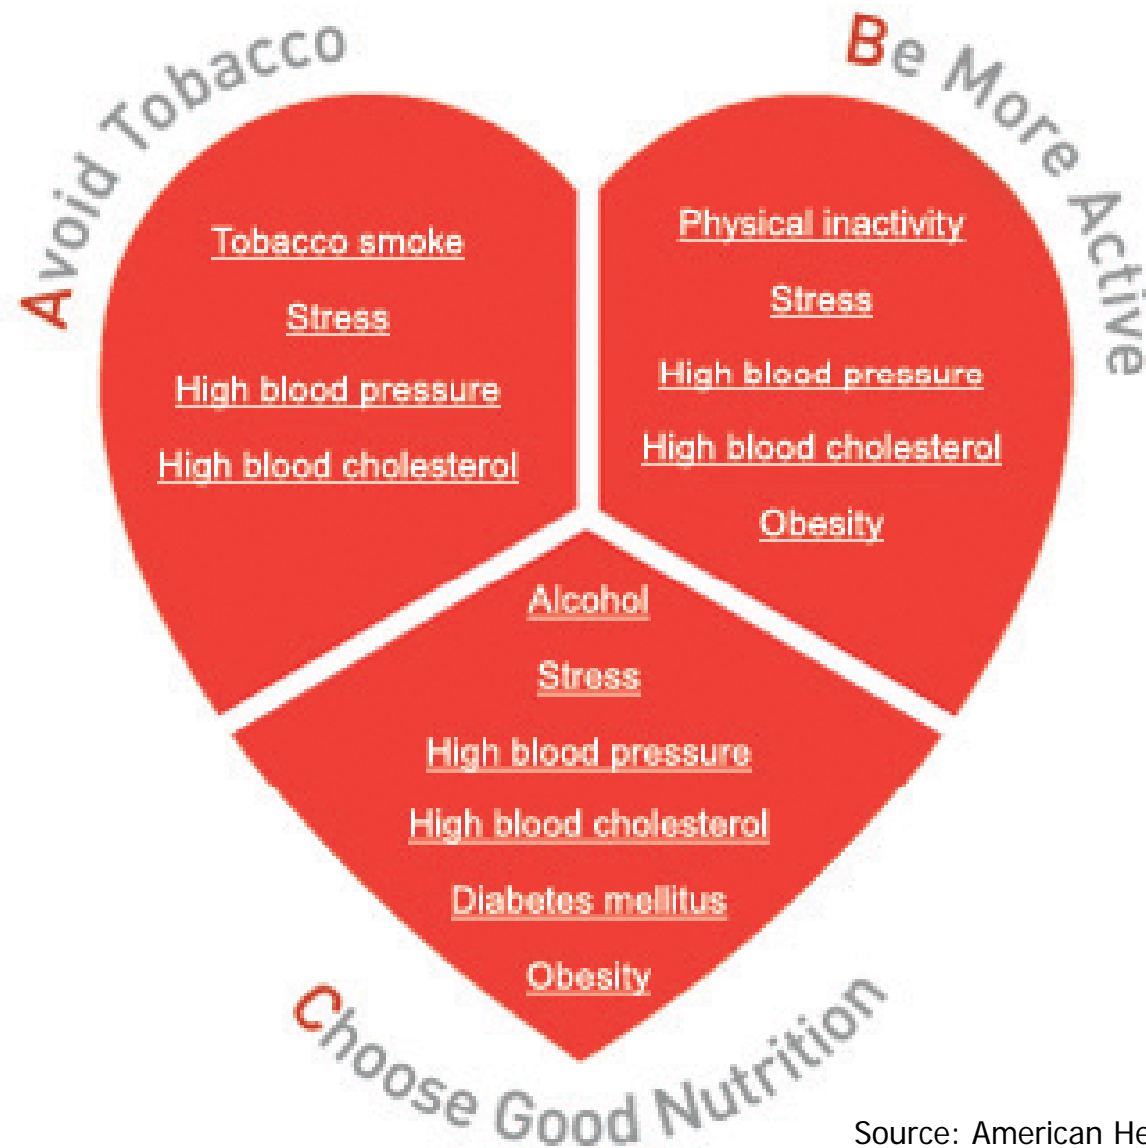 Avoid Tobacco
Tobacco smoke
Stress
High blood pressure
High blood cholesterol
Be More Active
Physical inactivity
Stress
High blood pressure
High blood cholesterol
Obesity
Alcohol
Stress
High blood pressure
High blood cholesterol
Diabetes mellitus
Obesity
Choose Good Nutrition
Source: American He